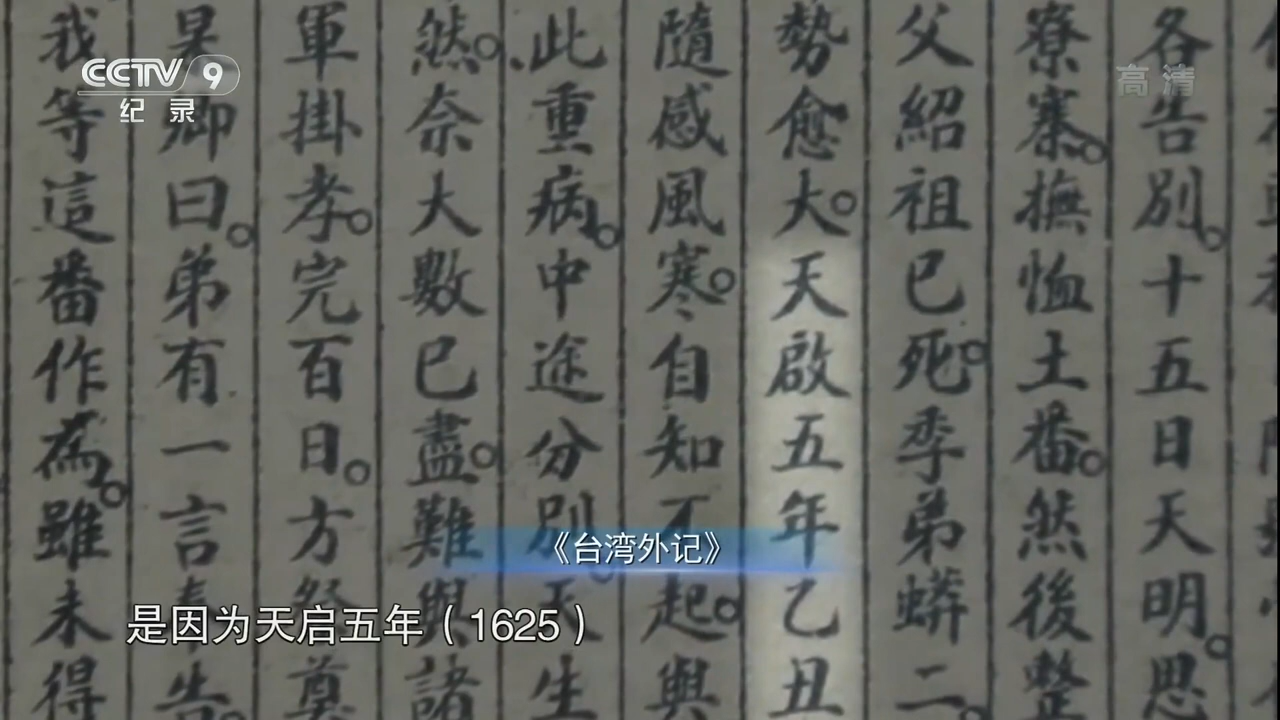 CCTV 9
纪录
高清
各告別。十五日天明。思
寮寨。撫恤土番。然後整
父紹祖已死。季弟蟒二
勢愈大。天啟五年乙丑
隨感風寒。自知不起。與
此重病。中途分別。生
然。奈大數已盡。難與諸
軍掛孝。完百日。方祭奠
卿曰。弟有一言告。
我等這番作為。雖未得
《台湾外记》
是因为天启五年（1625）